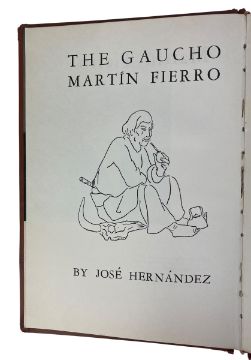 THE GAUCHO
MARTÍN FIERRO
BY JOSÉ HERNÁNDEZ